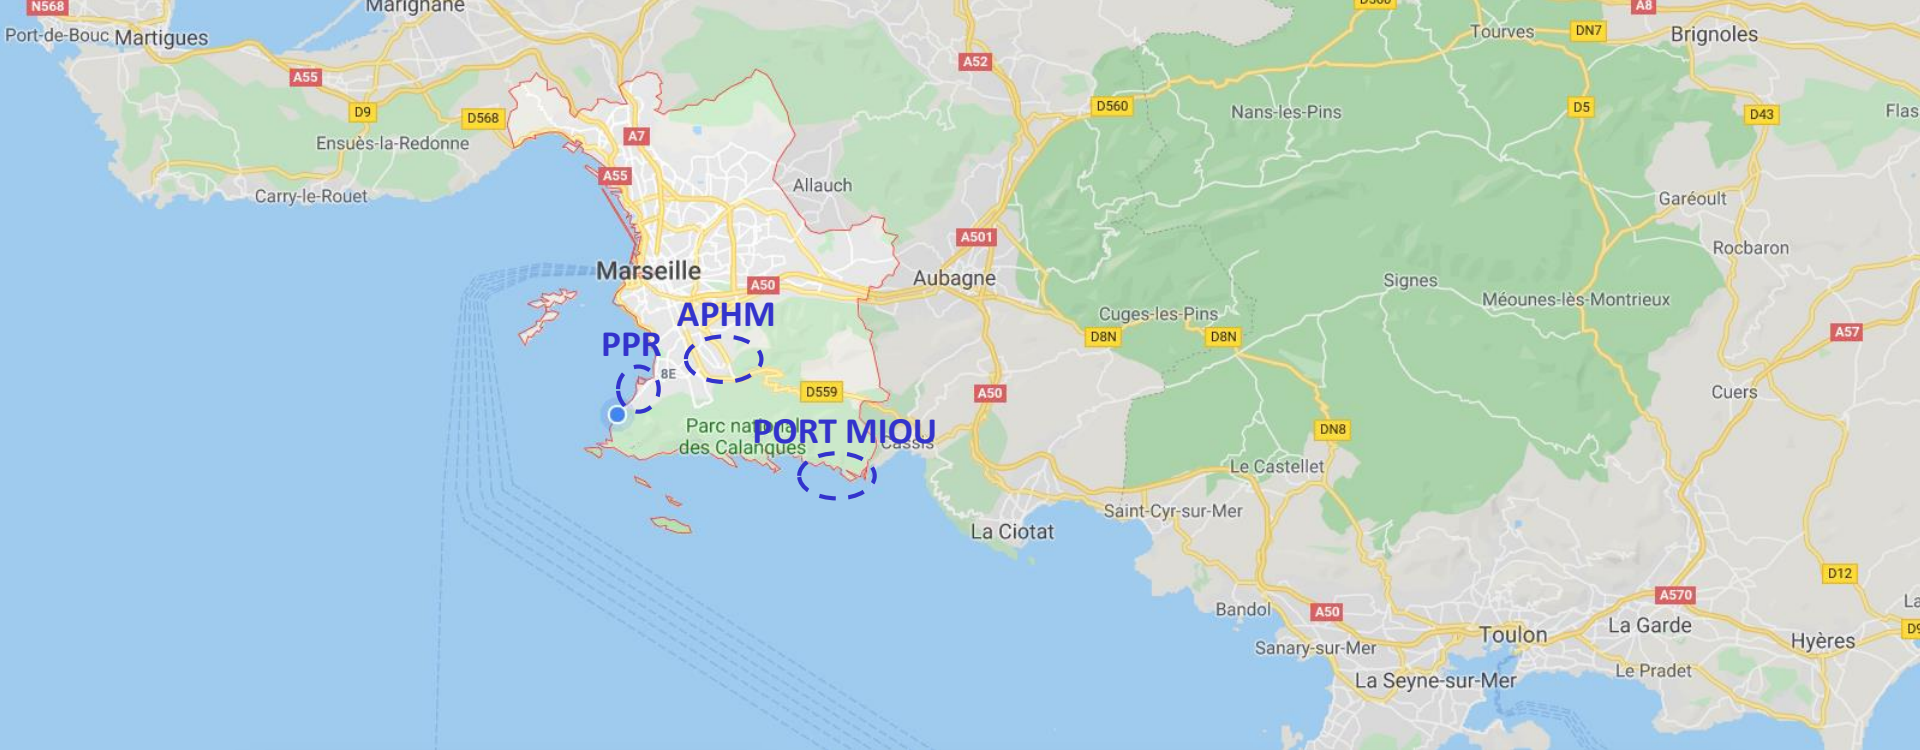 N568
Marignane
D560
A8
Port-de-Bouc
Martigues
Tourves
DN7
Brignoles
A52
A55
D9
D568
D560
Nans-les-Pins
D5
D43
Flas
A7
Ensuès-la-Redonne
A55
Allauch
Carry-le-Rouet
Garéoult
A501
Rocbaron
Marseille
Aubagne
A50
Signes
Méounes-lès-Montrieux
APHM
Cuges-les-Pins
PPR
D8N
D8N
A57
8E
D559
A50
Cuers
Parc national
des Calanques
PORT MIOU
Cassis
DN8
Le Castellet
Saint-Cyr-sur-Mer
La Ciotat
D12
Bandol
A50
A570
La
Toulon
La Garde
Hyères
D9
Sanary-sur-Mer
Le Pradet
La Seyne-sur-Mer